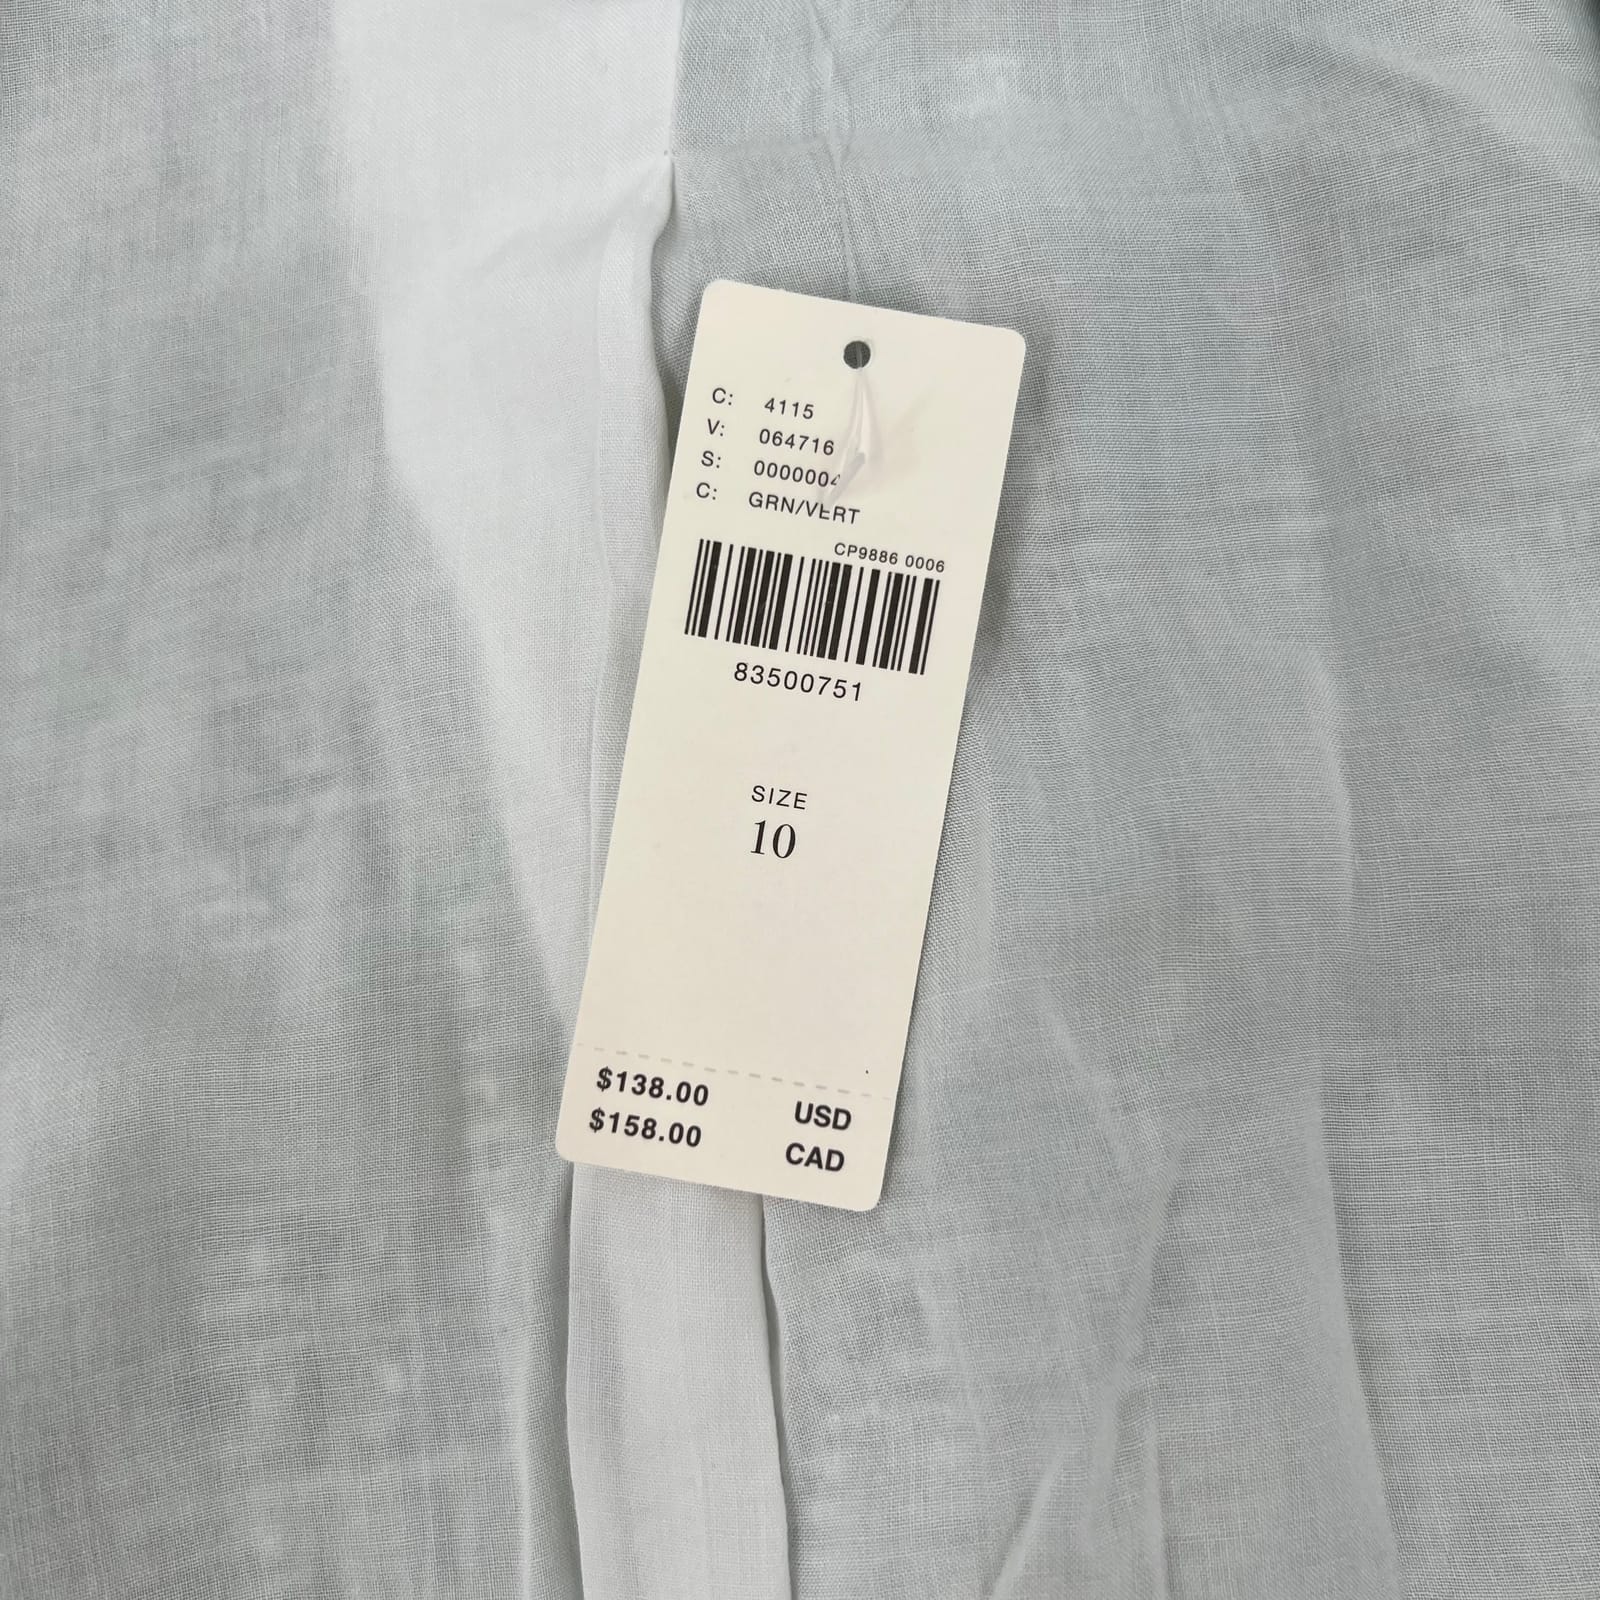 C: 4115
V: 064716
S: 000000
C: GRN/VERT
CP9886 0006
83500751
SIZE
10
$138.00 USD
$158.00 CAD